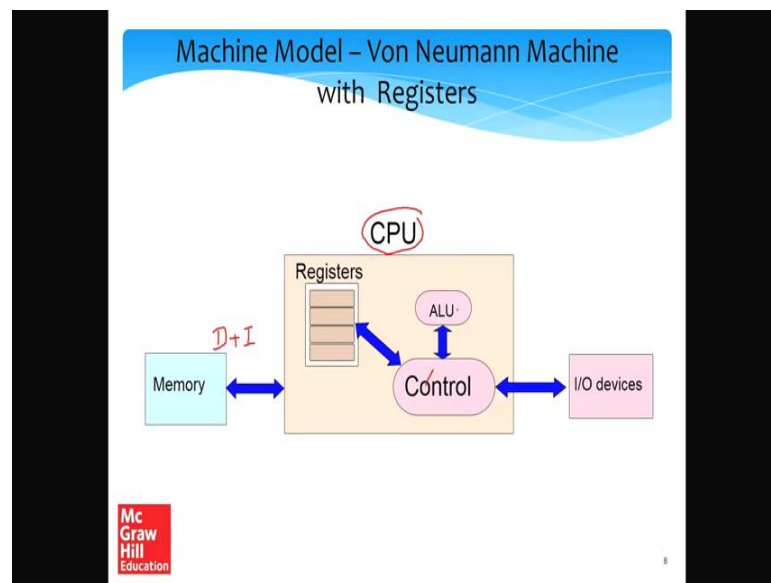 Machine Model – Von Neumann Machine
with Registers
CPU
Registers
ALU
D+I
Memory
Control
I/O devices
Mc
Graw
Hill
Education
8